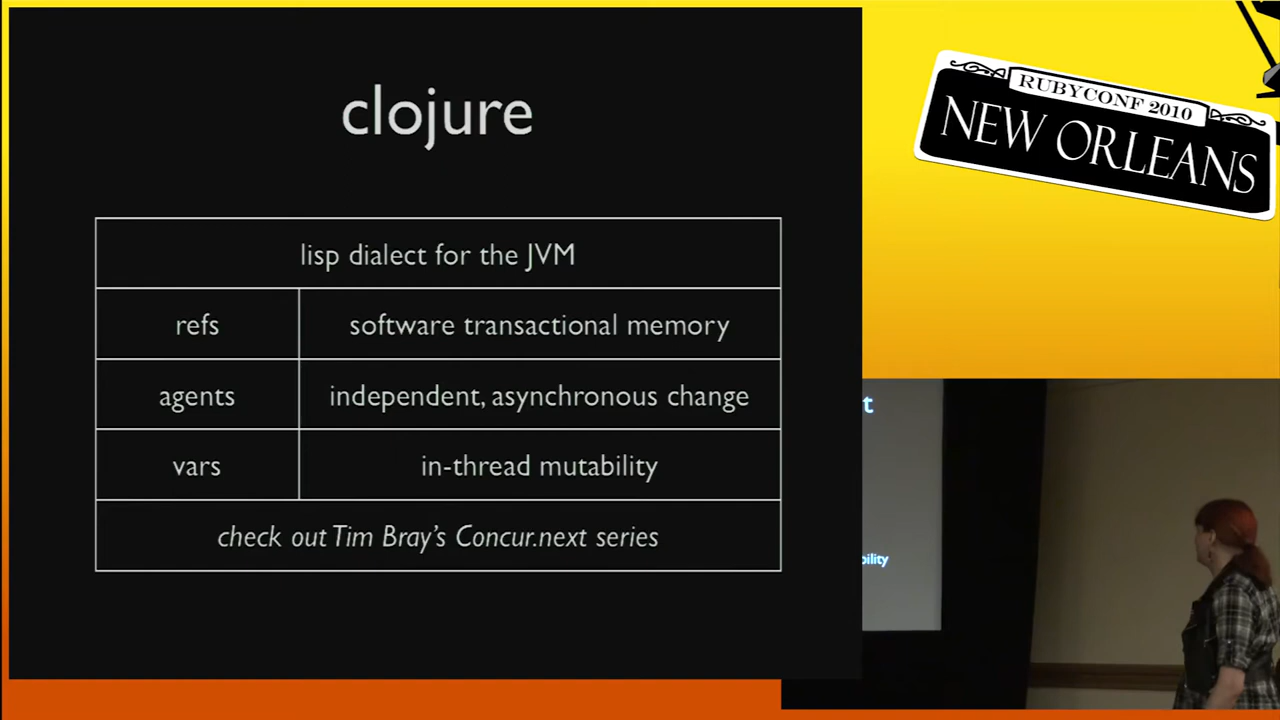 clojure
lisp dialect for the JVM
refs
software transactional memory
agents
independent, asynchronous change
vars
in-thread mutability
check out Tim Bray's Concur.next series
RUBYCONF 2010
NEW ORLEANS
t
bility